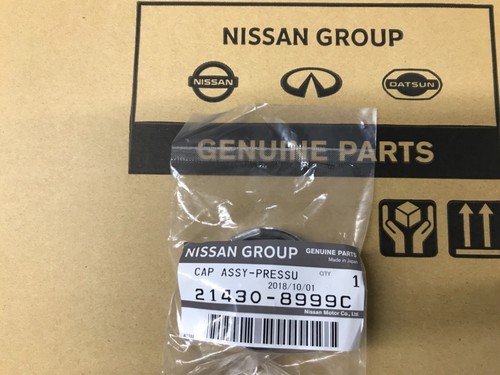 NISSAN GROUP
NISSAN
DATSUN
GENUINE PARTS
NISSAN GROUP
GENUINE PARTS
Made in Japan
CAP ASSY-PRESSU
QTY
1
2018/10/01
21430-8999C
Nissan Motor Co., Ltd.